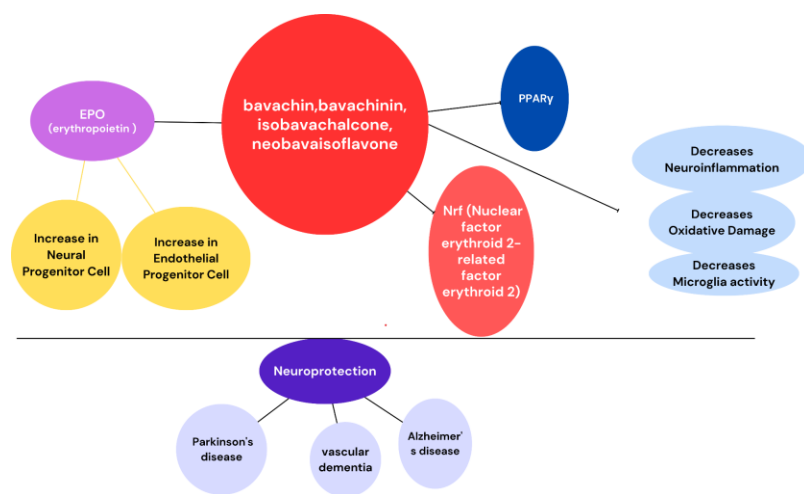 bavachin,bavachinin,
isobavachalcone,
neobavaisoflavone
EPO
(erythropoietin )
PPARγ
Increase in
Neural
Progenitor Cell
Increase in
Endothelial
Progenitor Cell
Nrf (Nuclear
factor
erythroid 2-
related
factor
erythroid 2)
Decreases
Neuroinflammation
Decreases
Oxidative Damage
Decreases
Microglia activity
Neuroprotection
Parkinson's
disease
vascular
dementia
Alzheimer'
s disease